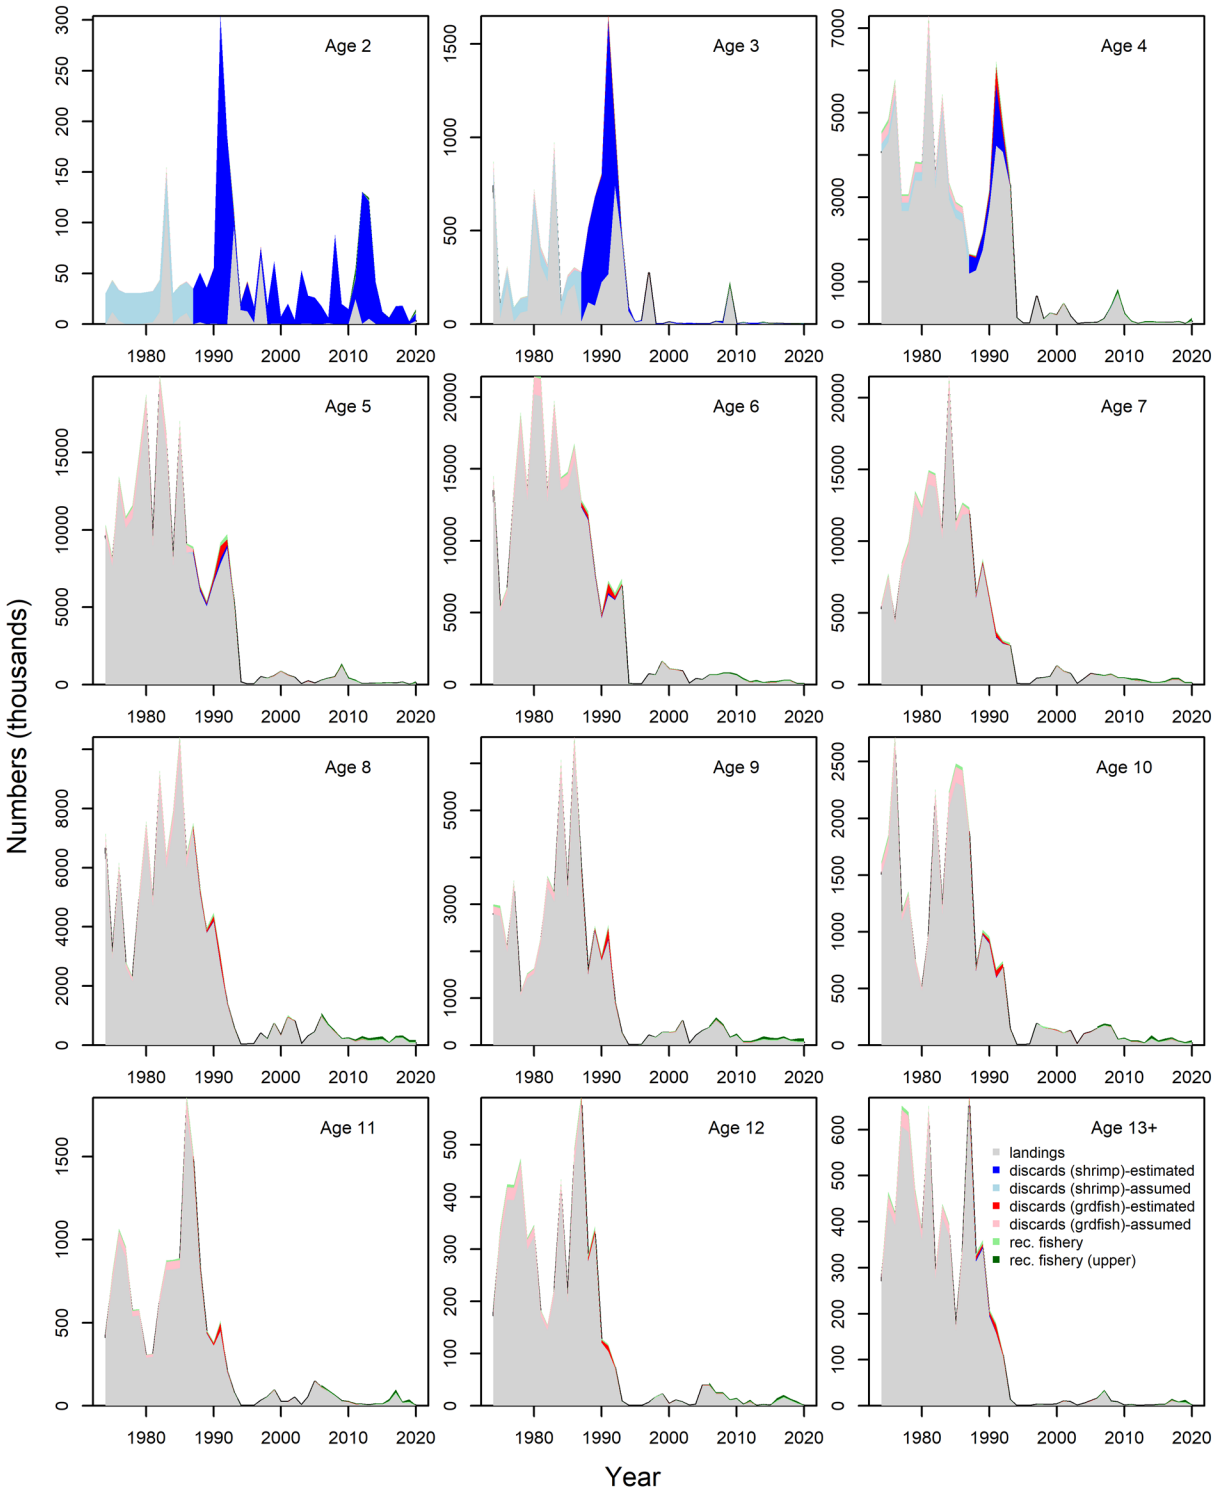 Numbers (thousands)
Age 2
0 50 100 150 200 250 300
1980 1990 2000 2010 2020
Age 3
0 500 1000 1500
1980 1990 2000 2010 2020
Age 4
0 1000 3000 5000 7000
1980 1990 2000 2010 2020
Age 5
0 5000 10000 15000
1980 1990 2000 2010 2020
Age 6
0 5000 10000 15000 20000
1980 1990 2000 2010 2020
Age 7
0 5000 10000 15000 20000
1980 1990 2000 2010 2020
Age 8
0 2000 4000 6000 8000
1980 1990 2000 2010 2020
Age 9
0 1000 3000 5000
1980 1990 2000 2010 2020
Age 10
0 500 1000 1500 2000 2500
1980 1990 2000 2010 2020
Age 11
0 500 1000 1500
1980 1990 2000 2010 2020
Age 12
0 100 200 300 400 500
1980 1990 2000 2010 2020
Age 13+
0 100 200 300 400 500 600
landings
discards (shrimp)-estimated
discards (shrimp)-assumed
discards (grdfish)-estimated
discards (grdfish)-assumed
rec. fishery
rec. fishery (upper)
1980 1990 2000 2010 2020
Year